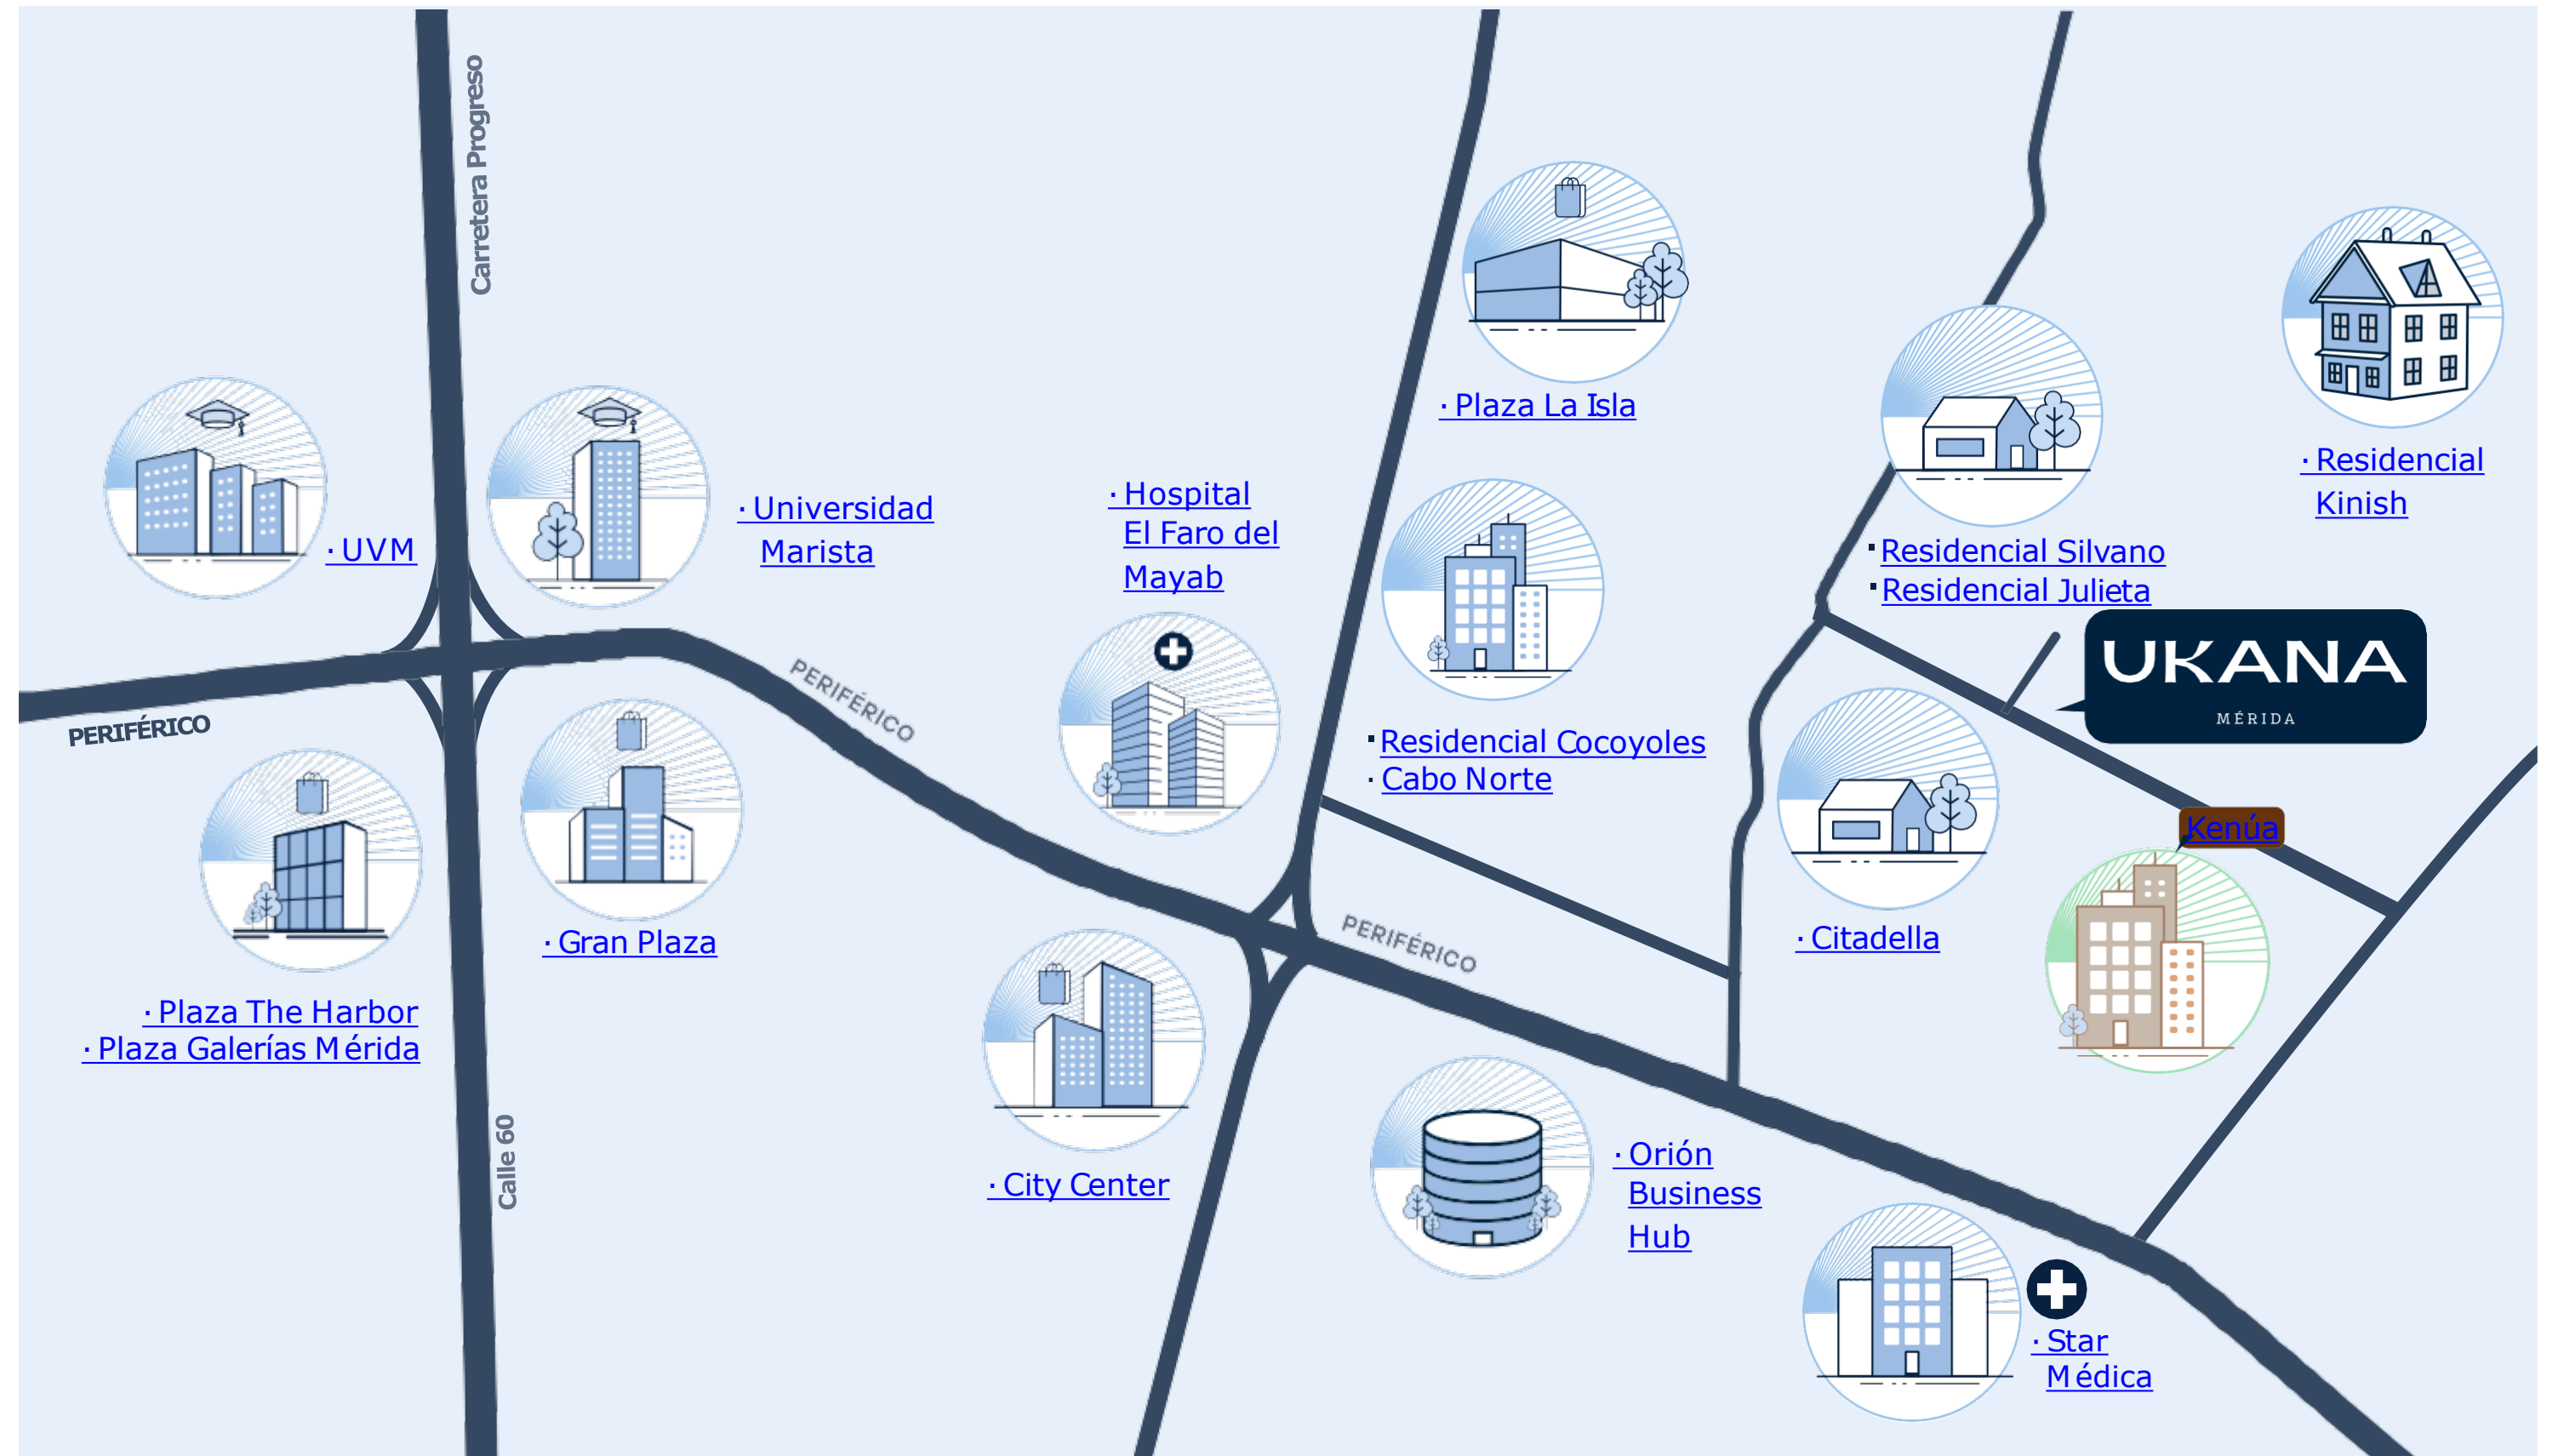 Carretera Progreso
· Plaza La Isla
· Residencial
Kinish
· UVM
· Universidad
Marista
· Hospital
El Faro del
Mayab
· Residencial Silvano
· Residencial Julieta
UKANA
MÉRIDA
PERIFÉRICO
PERIFÉRICO
· Residencial Cocoyoles
· Cabo Norte
Kenúa
· Gran Plaza
PERIFÉRICO
· Citadella
· Plaza The Harbor
· Plaza Galerías Mérida
Calle 60
· City Center
· Orión
Business
Hub
· Star
Médica